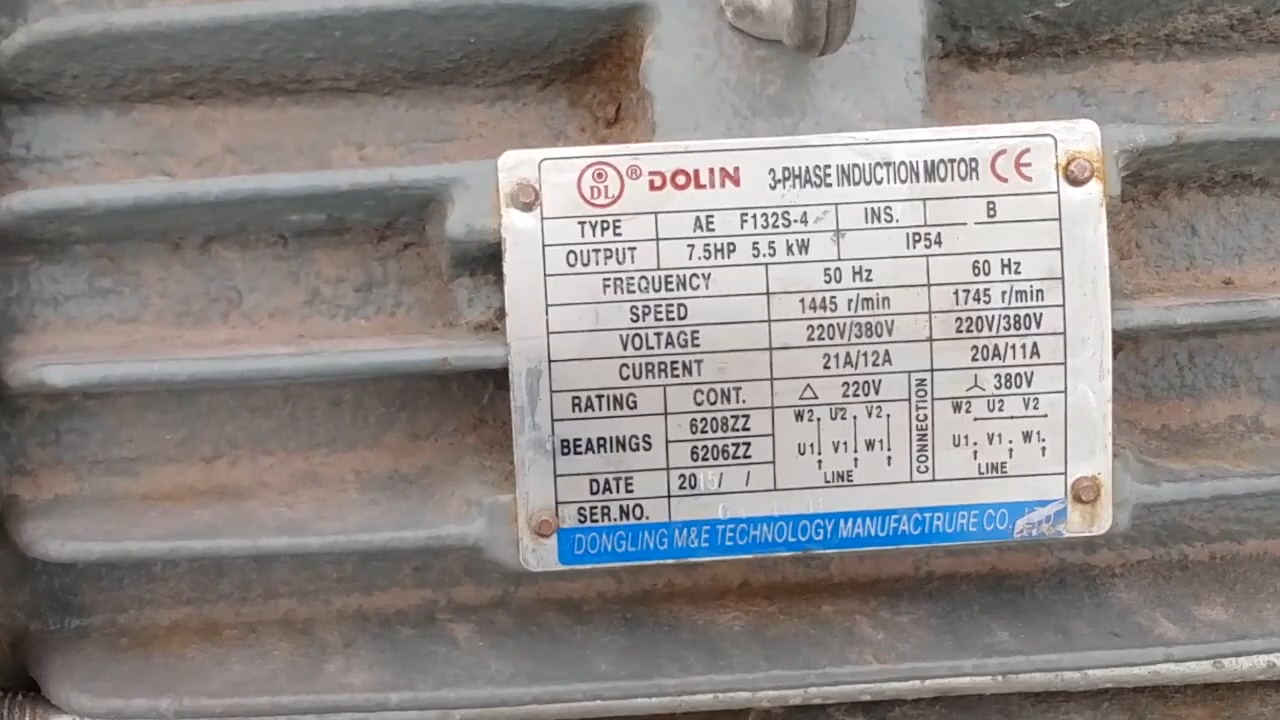 DL ® DOLIN 3-PHASE INDUCTION MOTOR CE
TYPE AE F132S-4 INS. B
OUTPUT 7.5HP 5.5 kW IP54
FREQUENCY 50 Hz 60 Hz
SPEED 1445 r/min 1745 r/min
VOLTAGE 220V/380V 220V/380V
CURRENT 21A/12A 20A/11A
RATING CONT. △ 220V CONNECTION 380V
BEARINGS 6208ZZ W2 U2 V2 W2 U2 V2
6206ZZ U1 V1 W1 U1. V1. W1.
LINE LINE
DATE 2015/ /
SER.NO.
DONGLING M&E TECHNOLOGY MANUFACTRURE CO. LTD